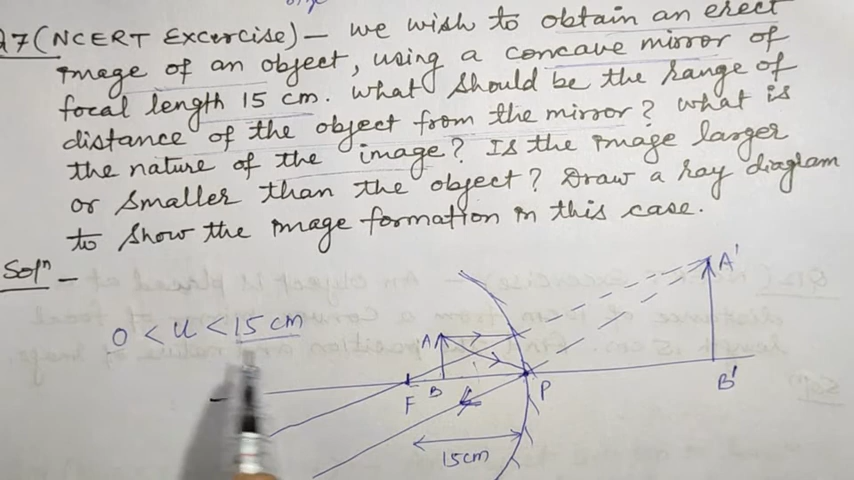 Q7 (NCERT Excercise) - we wish to obtain an erect
image of an object, using a concave mirror of
focal length 15 cm. what should be the range of
distance of the object from the mirror? what is
the nature of the image? Is the image larger
or smaller than the object? Draw a ray diagram
to show the image formation in this case.
Solⁿ -
0 < u < 15 cm
A'
A
F
B
P
B'
15cm